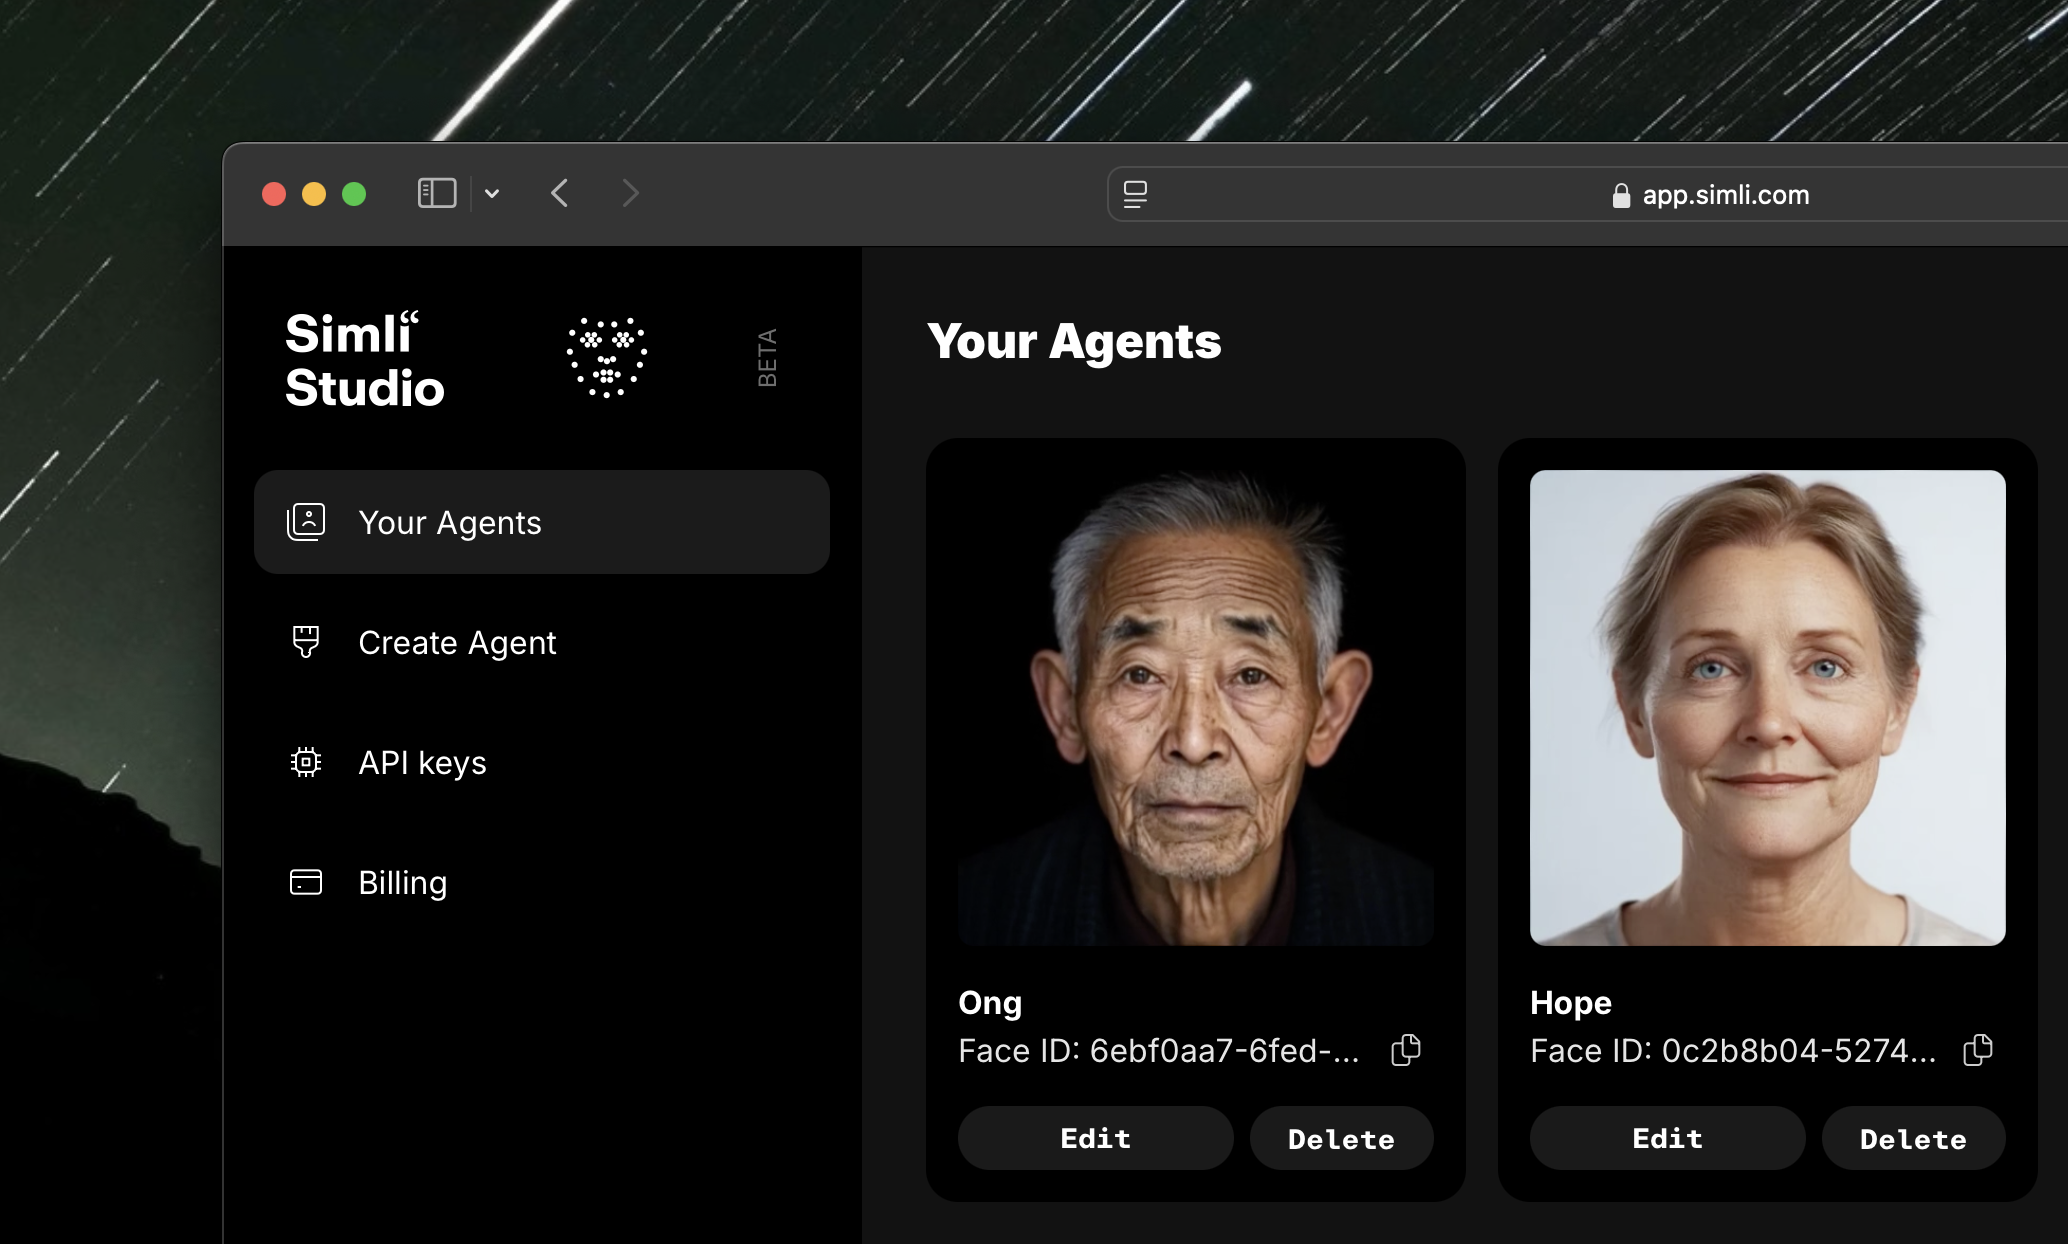 app.simli.com
Simli“
Studio
BETA
Your Agents
Create Agent
API keys
Billing
Your Agents
Ong
Face ID: 6ebf0aa7-6fed-...
Edit
Delete
Hope
Face ID: 0c2b8b04-5274...
Edit
Delete